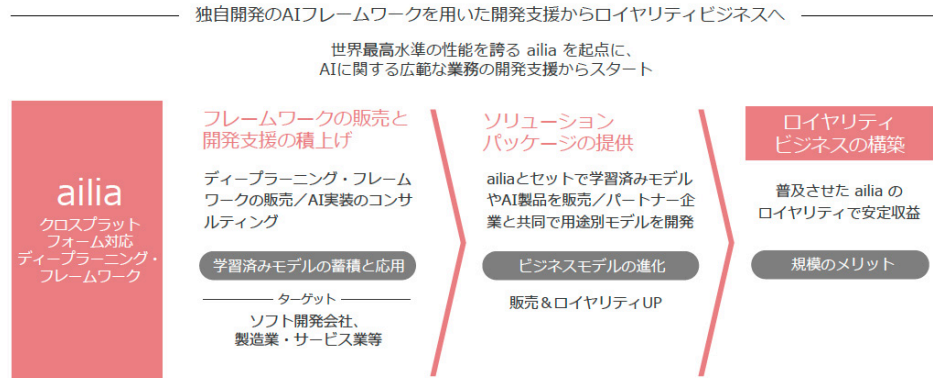 独自開発のAIフレームワークを用いた開発支援からロイヤリティビジネスへ
世界最高水準の性能を誇る ailia を起点に、
AIに関する広範な業務の開発支援からスタート
ailia
クロスプラット
フォーム対応
ディープラーニング・
フレームワーク
フレームワークの販売と
開発支援の積上げ
ディープラーニング・フレーム
ワークの販売／AI実装のコンサ
ルティング
学習済みモデルの蓄積と応用
ターゲット
ソフト開発会社、
製造業・サービス業等
ソリューション
パッケージの提供
ailiaとセットで学習済みモデル
やAI製品を販売／パートナー企
業と共同で用途別モデルを開発
ビジネスモデルの進化
販売＆ロイヤリティUP
ロイヤリティ
ビジネスの構築
普及させた ailia の
ロイヤリティで安定収益
規模のメリット